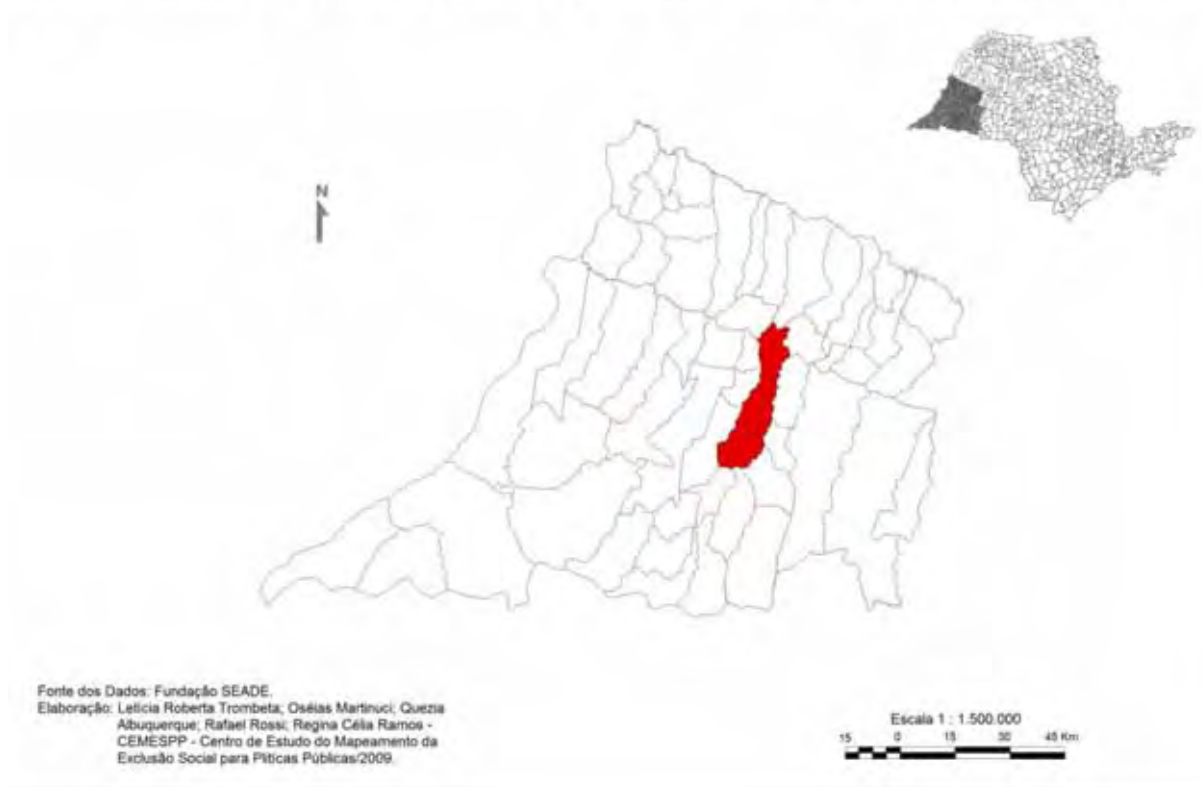 N
Fonte dos Dados: Fundação SEADE.
Elaboração: Letícia Roberta Trombeta; Oséias Martinuci; Quezia
Albuquerque; Rafael Rossi; Regina Célia Ramos -
CEMESPP - Centro de Estudo do Mapeamento da
Exclusão Social para Pliticas Públicas/2009.
Escala 1 : 1.500.000
15 0 15 30 45 Km